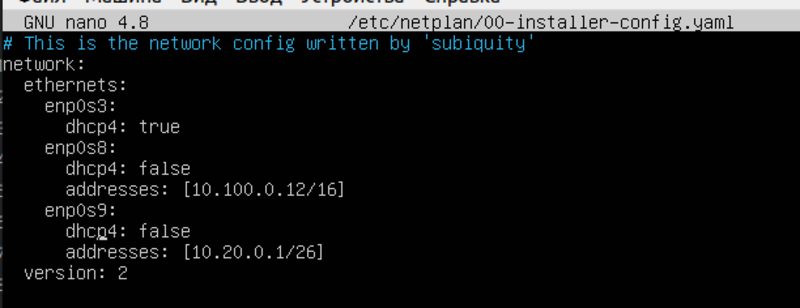 Файл Машина Вид Ввод Устройства Справка
GNU nano 4.8 /etc/netplan/00-installer-config.yaml
# This is the network config written by 'subiquity'
network:
  ethernets:
    enp0s3:
      dhcp4: true
    enp0s8:
      dhcp4: false
      addresses: [10.100.0.12/16]
    enp0s9:
      dhcp4: false
      addresses: [10.20.0.1/26]
  version: 2